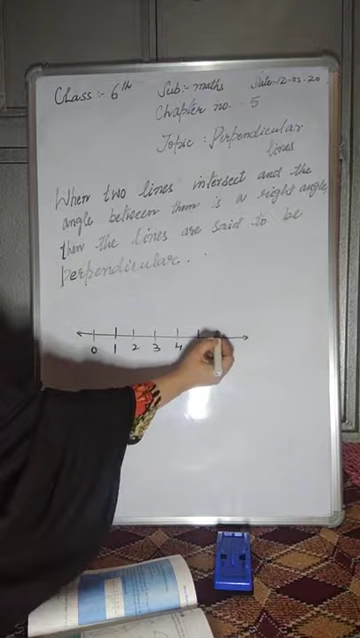 Class :- 6th Sub:- maths Date-12-03-20
Chapter no. 5
Topic : Perpendicular
lines
When two lines intersect and the
angle between them is a right angle,
then the lines are said to be
perpendicular.
0 1 2 3 4